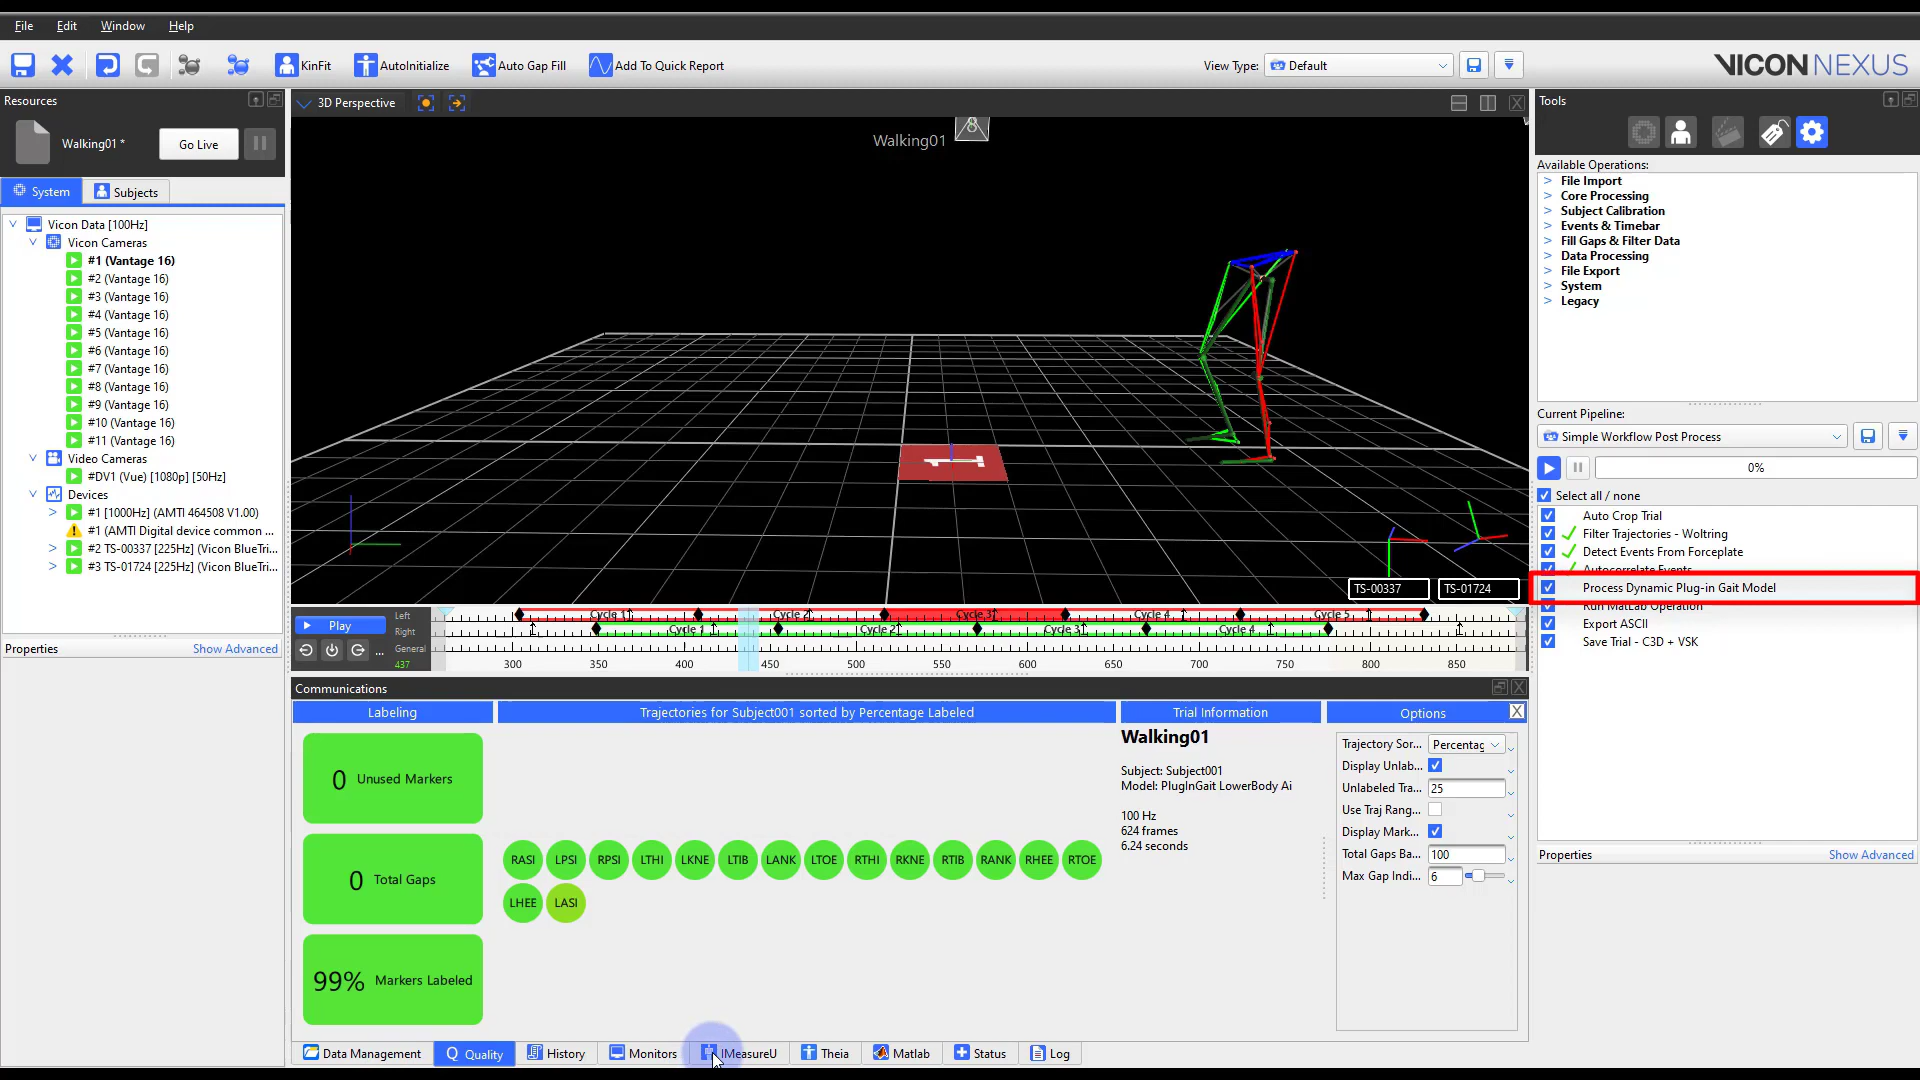 File Edit Window Help
KinFit AutoInitialize Auto Gap Fill Add To Quick Report View Type: Default VICON NEXUS
Resources
Walking01 * Go Live
System Subjects
Vicon Data [100Hz]
Vicon Cameras
#1 (Vantage 16)
#2 (Vantage 16)
#3 (Vantage 16)
#4 (Vantage 16)
#5 (Vantage 16)
#6 (Vantage 16)
#7 (Vantage 16)
#8 (Vantage 16)
#9 (Vantage 16)
#10 (Vantage 16)
#11 (Vantage 16)
Video Cameras
#DV1 (Vue) [1080p] [50Hz]
Devices
#1 [1000Hz] (AMTI 464508 V1.00)
#1 (AMTI Digital device common ...
#2 TS-00337 [225Hz] (Vicon BlueTri...
#3 TS-01724 [225Hz] (Vicon BlueTri...
Properties Show Advanced
3D Perspective
Walking01
8
1
TS-00337 TS-01724
Play
Left
Right
General
437
...
Cycle 1 Cycle 2 Cycle 3 Cycle 4 Cycle 5
Cycle 1 Cycle 2 Cycle 3 Cycle 4
300 350 400 450 500 550 600 650 700 750 800 850
Communications
Labeling
0 Unused Markers
0 Total Gaps
99% Markers Labeled
Trajectories for Subject001 sorted by Percentage Labeled
RASI LPSI RPSI LTHI LKNE LTIB LANK LTOE RTHI RKNE RTIB RANK RHEE RTOE
LHEE LASI
Trial Information
Walking01
Subject: Subject001
Model: PlugInGait LowerBody Ai
100 Hz
624 frames
6.24 seconds
Options X
Trajectory Sor... Percentag
Display Unlab...
Unlabeled Tra... 25
Use Traj Rang...
Display Mark...
Total Gaps Ba... 100
Max Gap Indi... 6
Data Management Quality History Monitors IMeasureU Theia Matlab Status Log
Tools
Available Operations:
File Import
Core Processing
Subject Calibration
Events & Timebar
Fill Gaps & Filter Data
Data Processing
File Export
System
Legacy
Current Pipeline:
Simple Workflow Post Process
0%
Select all / none
Auto Crop Trial
Filter Trajectories - Woltring
Detect Events From Forceplate
Autocorrelate Events
Process Dynamic Plug-in Gait Model
Run MatLab Operation
Export ASCII
Save Trial - C3D + VSK
Properties Show Advanced